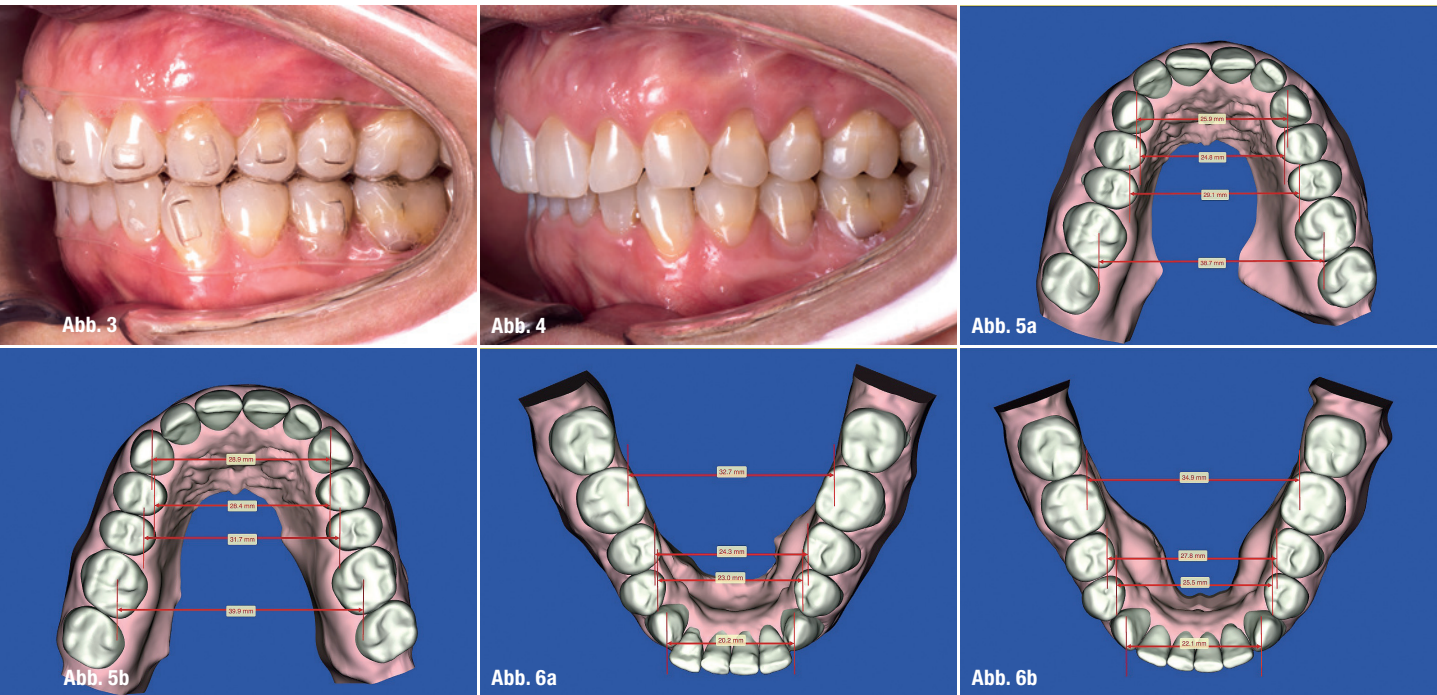 Abb. 3
Abb. 4
25.9 mm
24.8 mm
29.1 mm
38.7 mm
Abb. 5a
28.9 mm
28.4 mm
31.7 mm
39.9 mm
Abb. 5b
32.7 mm
24.3 mm
23.0 mm
20.2 mm
Abb. 6a
34.9 mm
27.8 mm
25.5 mm
22.1 mm
Abb. 6b